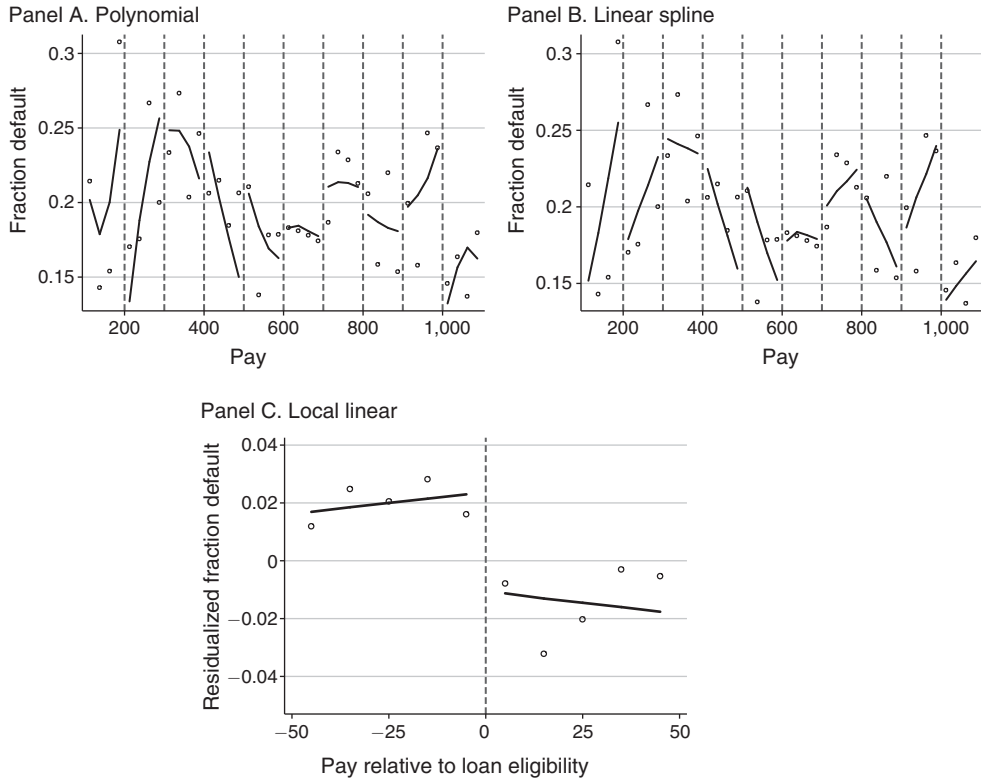 Panel A. Polynomial
Fraction default
0.3
0.25
0.2
0.15
200 400 600 800 1,000
Pay
Panel B. Linear spline
Fraction default
0.3
0.25
0.2
0.15
200 400 600 800 1,000
Pay
Panel C. Local linear
Residualized fraction default
0.04
0.02
0
−0.02
−0.04
−50 −25 0 25 50
Pay relative to loan eligibility